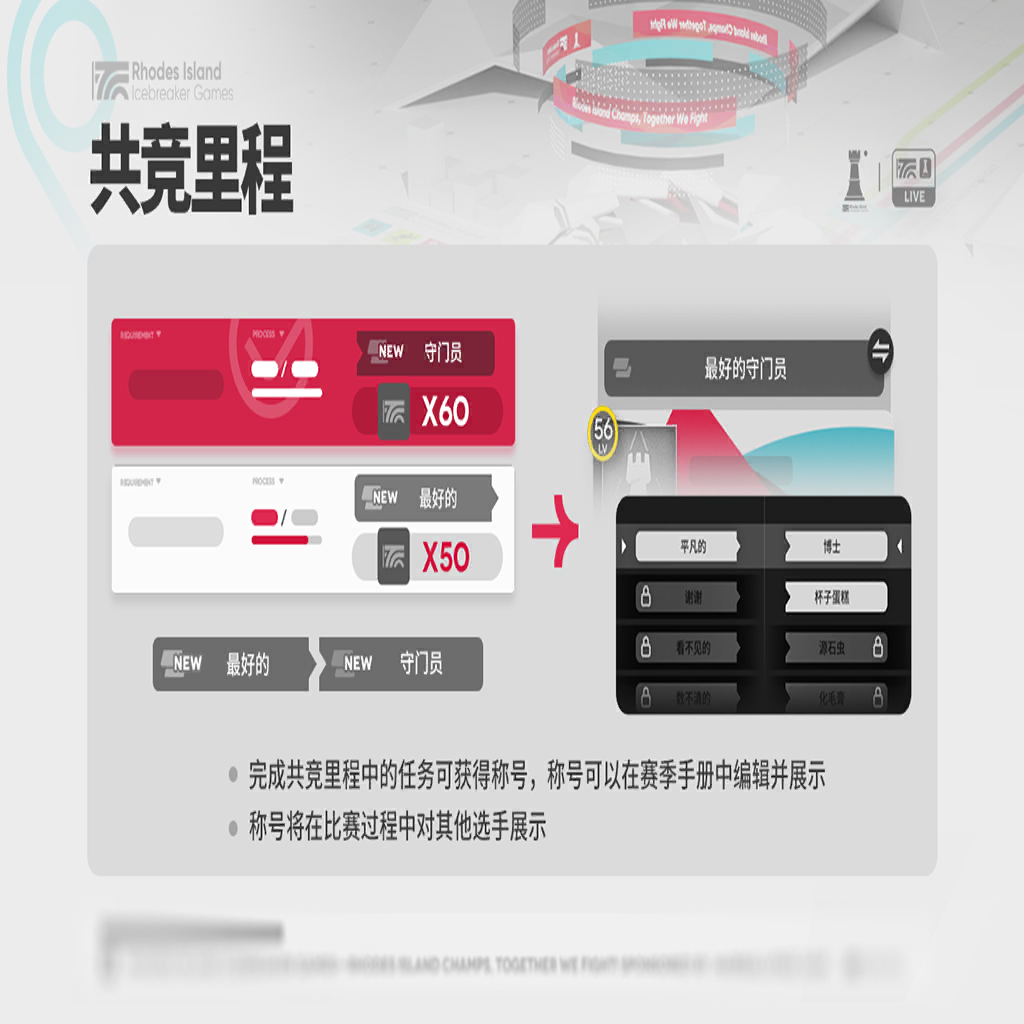 Rhodes Island Champs, Together We Fight
Rhodes Island Champs, Together We Fight
Rhodes Island
Icebreaker Games
共竞里程
LIVE
REQUIREMENT
PROCESS
NEW 守门员
/
X60
REQUIREMENT
PROCESS
NEW 最好的
/
X50
NEW 最好的
NEW 守门员
最好的守门员
56
LV
平凡的
博士
谢谢
杯子蛋糕
看不见的
源石虫
数不清的
化毛膏
完成共竞里程中的任务可获得称号，称号可以在赛季手册中编辑并展示
称号将在比赛过程中对其他选手展示
RHODES ISLAND CHAMPS, TOGETHER WE FIGHT